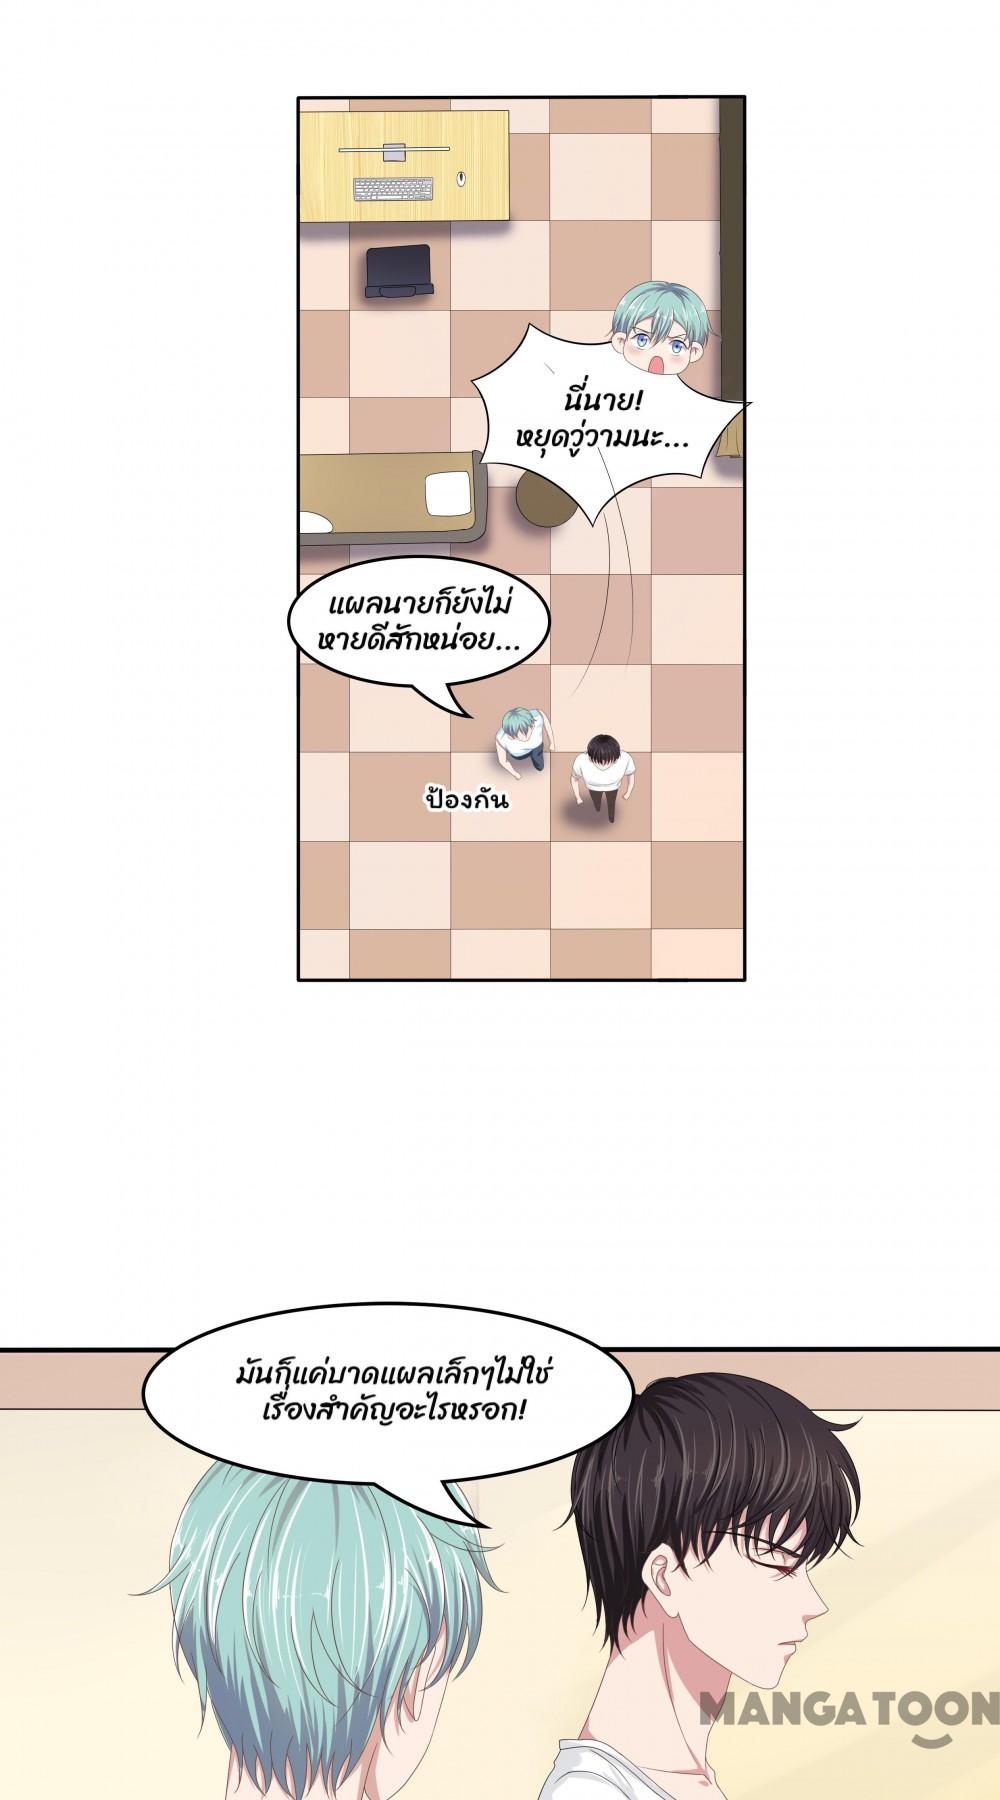 นี่นาย!
หยุดวู่วามนะ...
แผลนายก็ยังไม่
หายดีสักหน่อย...
ป้องกัน
มันก็แค่บาดแผลเล็กๆไม่ใช่
เรื่องสำคัญอะไรหรอก!
MANGATOON